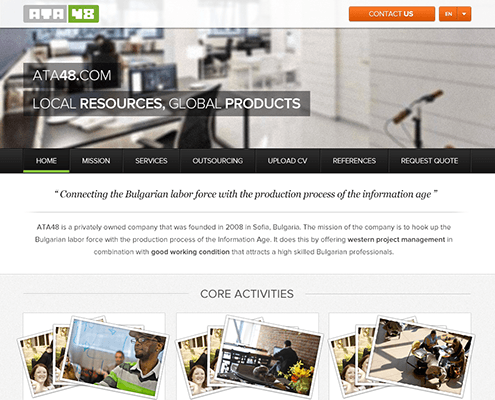 ATA 48
CONTACT US
EN
ATA48.COM
LOCAL RESOURCES, GLOBAL PRODUCTS
HOME MISSION SERVICES OUTSOURCING UPLOAD CV REFERENCES REQUEST QUOTE
“ Connecting the Bulgarian labor force with the production process of the information age ”
ATA48 is a privately owned company that was founded in 2008 in Sofia, Bulgaria. The mission of the company is to hook up the
Bulgarian labor force with the production process of the Information Age. It does this by offering western project management in
combination with good working condition that attracts a high skilled Bulgarian professionals.
CORE ACTIVITIES